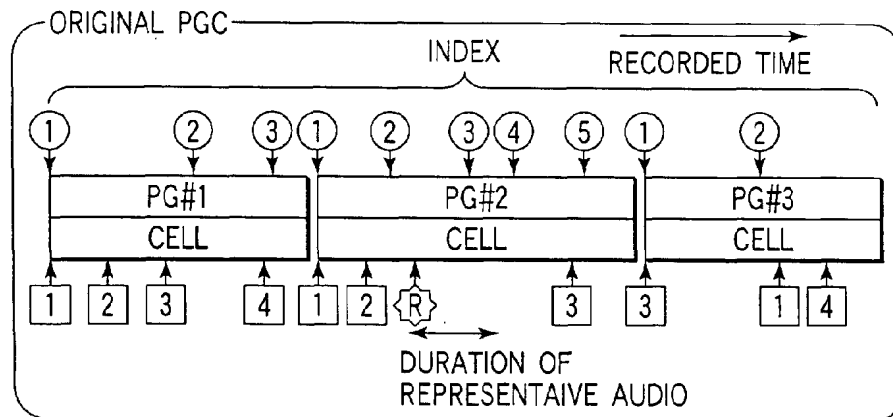 ORIGINAL PGC
INDEX
RECORDED TIME
1 2 3 1 2 3 4 5 1 2
PG#1 PG#2 PG#3
CELL CELL CELL
1 2 3 4 1 2 R 3 3 1 4
DURATION OF
REPRESENTAIVE AUDIO